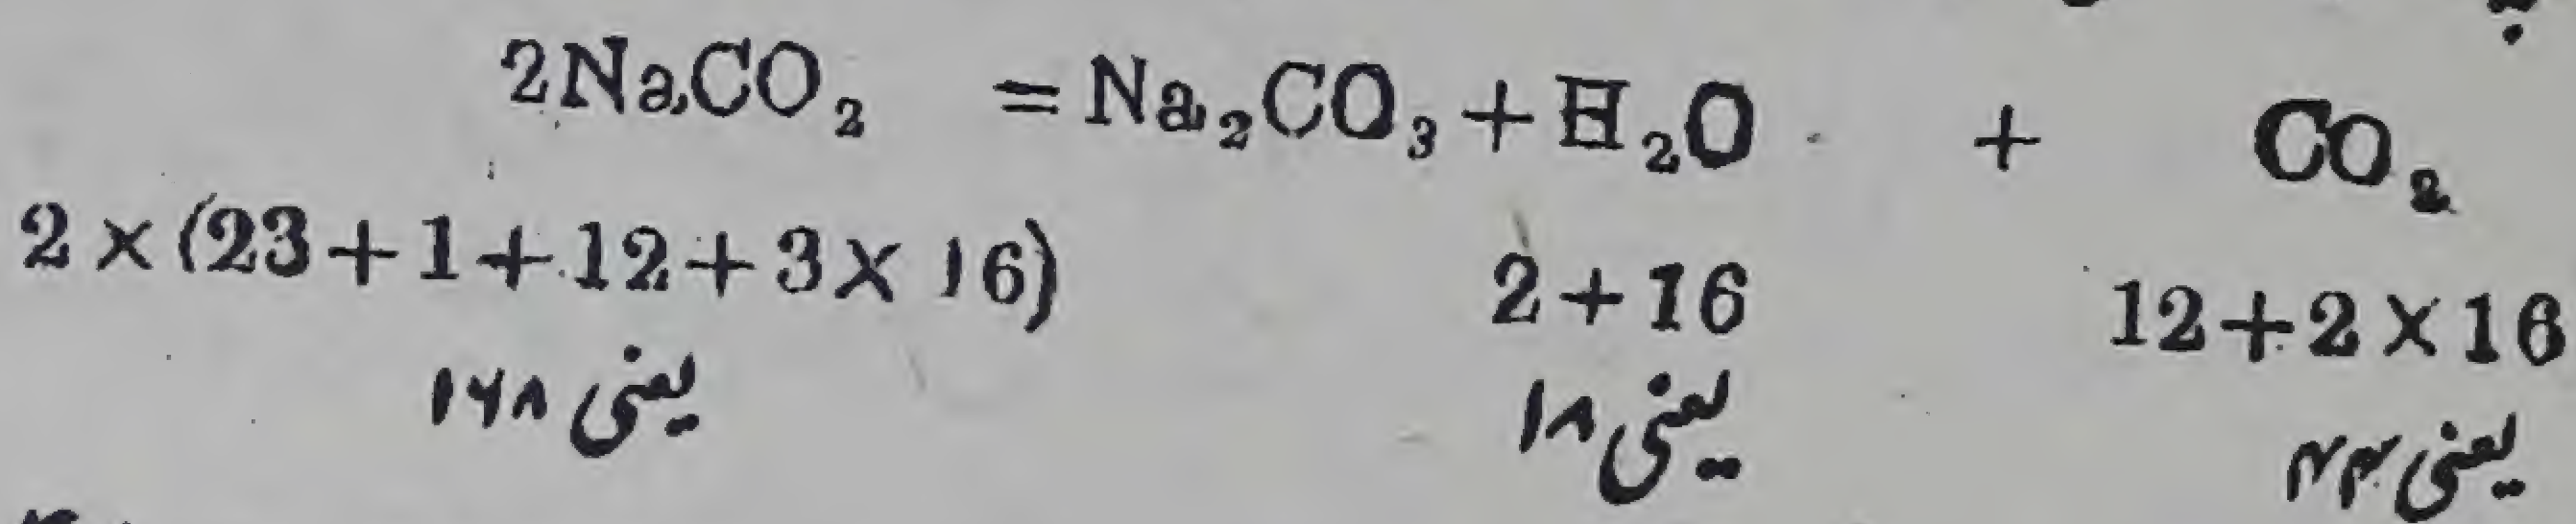 2NaCO₂ = Na₂CO₃ + H₂O + CO₂
2 × (23 + 1 + 12 + 3 × 16) 2 + 16 12 + 2 × 16
یعنی ۱۶۸ یعنی ۱۸ یعنی ۴۴